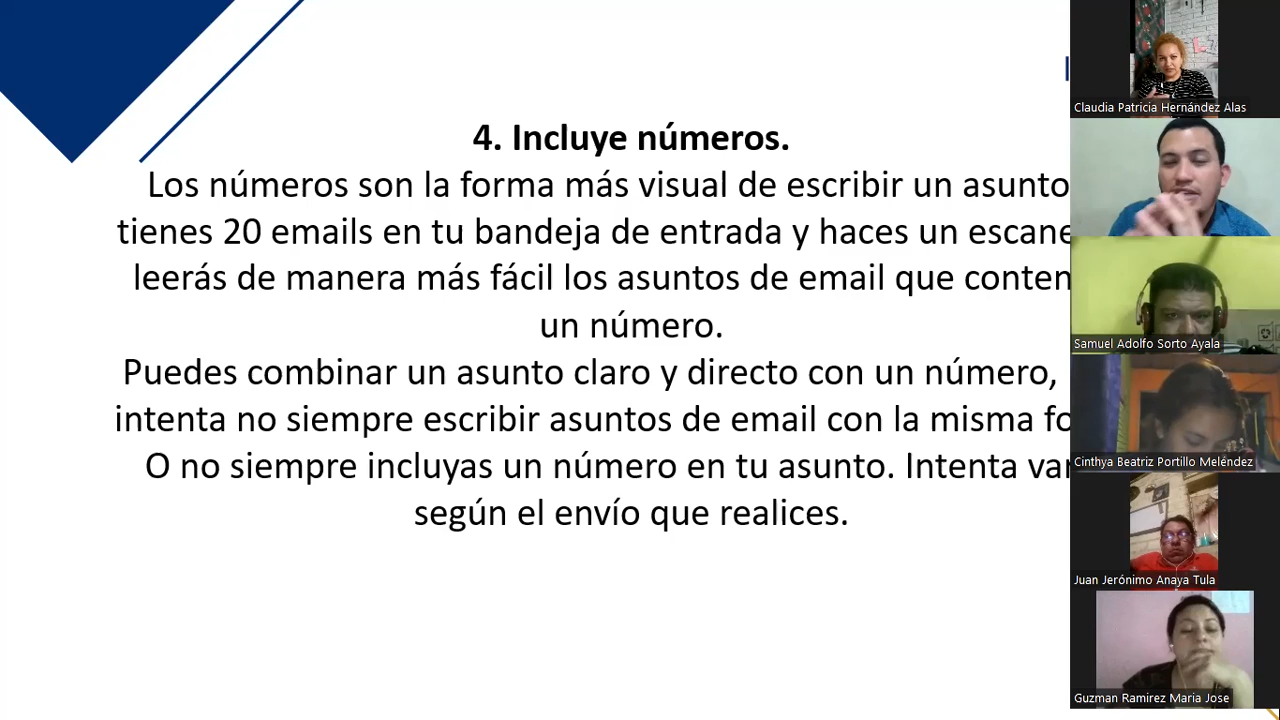 4. Incluye números.
Los números son la forma más visual de escribir un asunto
tienes 20 emails en tu bandeja de entrada y haces un
leerás de manera más fácil los asuntos de email que
un número.
Puedes combinar un asunto claro y directo con un número,
intenta no siempre escribir asuntos de email con la misma
O no siempre incluyas un número en tu asunto. Intenta
según el envío que realices.
Claudia Patricia Hernández Alas
Samuel Adolfo Sorto Ayala
Cinthya Beatriz Portillo Meléndez
Juan Jerónimo Anaya Tula
Guzman Ramirez Maria Jose